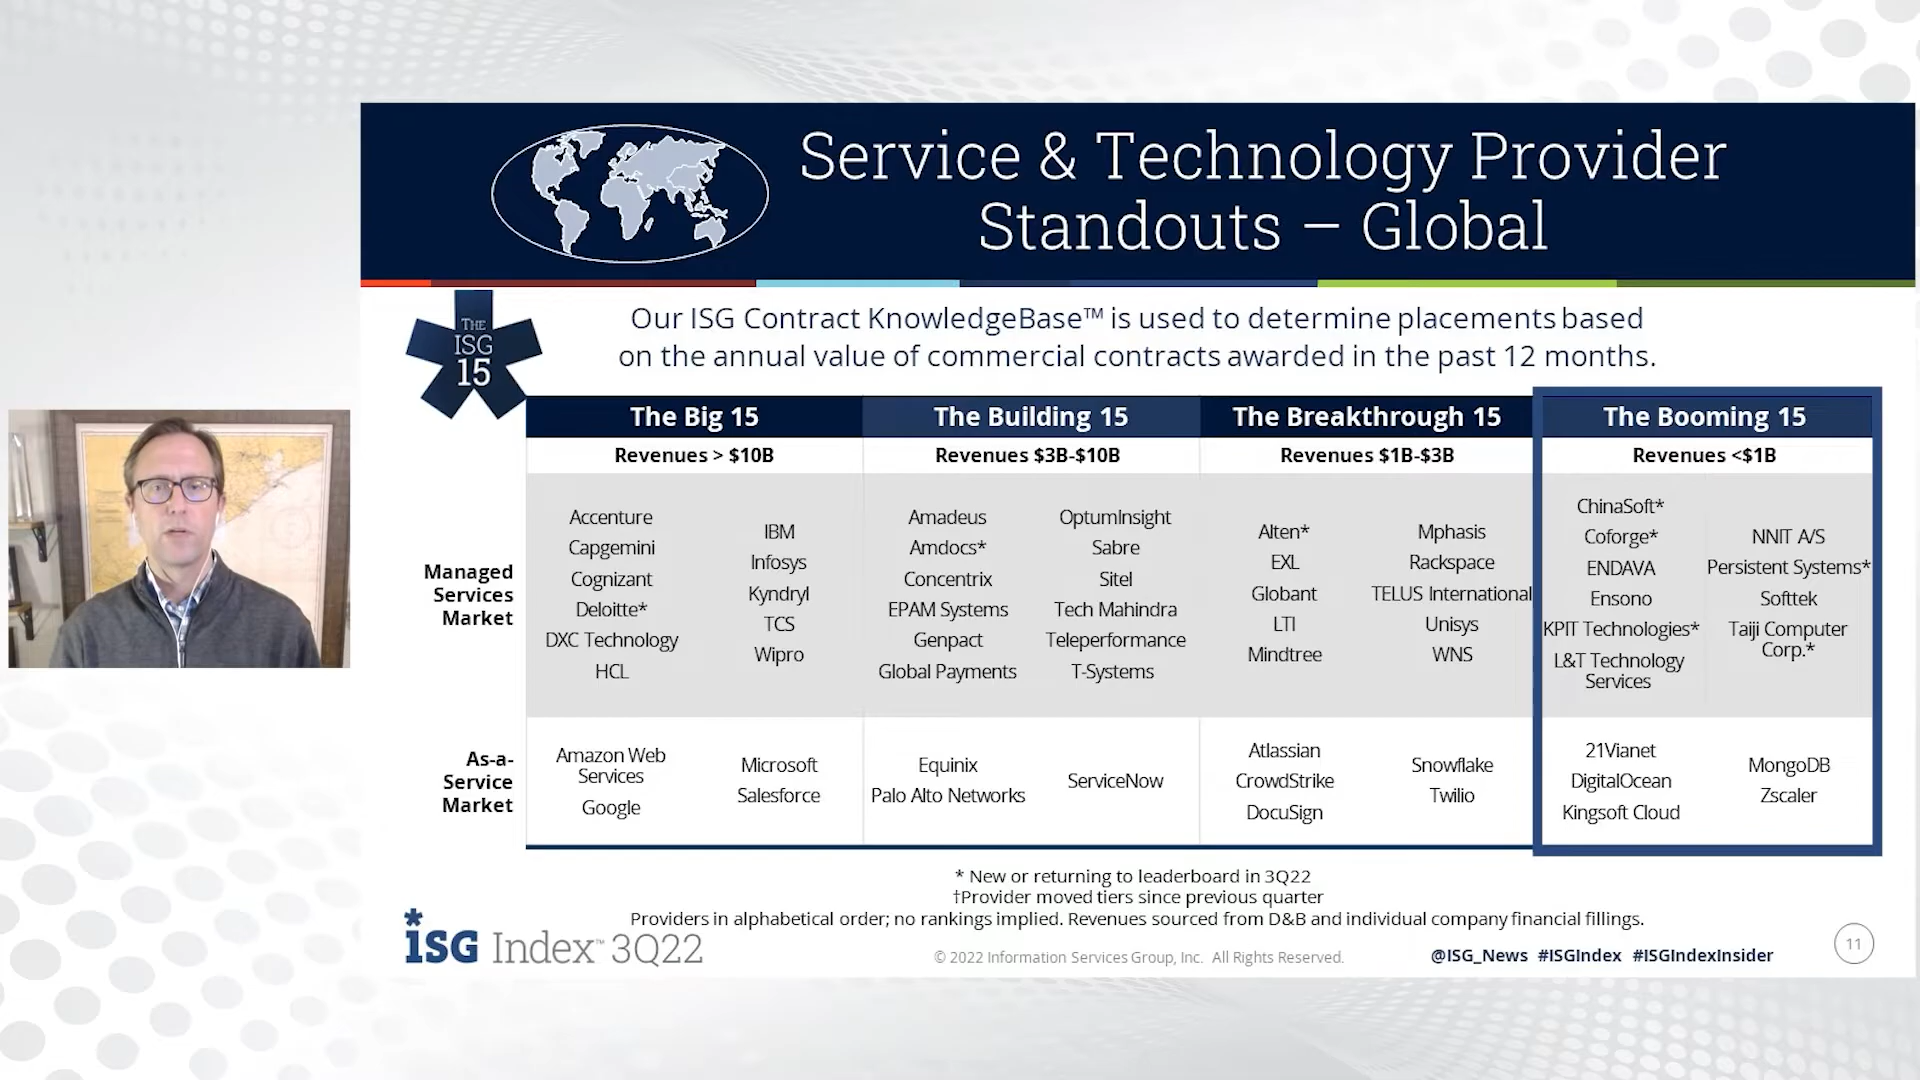 Service & Technology Provider
Standouts – Global
THE
ISG
15
Our ISG Contract KnowledgeBase™ is used to determine placements based
on the annual value of commercial contracts awarded in the past 12 months.
The Big 15
The Building 15
The Breakthrough 15
The Booming 15
Revenues > $10B
Revenues $3B-$10B
Revenues $1B-$3B
Revenues <$1B
Managed
Services
Market
Accenture
Capgemini
Cognizant
Deloitte*
DXC Technology
HCL
IBM
Infosys
Kyndryl
TCS
Wipro
Amadeus
Amdocs*
Concentrix
EPAM Systems
Genpact
Global Payments
OptumInsight
Sabre
Sitel
Tech Mahindra
Teleperformance
T-Systems
Alten*
EXL
Globant
LTI
Mindtree
Mphasis
Rackspace
TELUS International
Unisys
WNS
ChinaSoft*
Coforge*
ENDAVA
Ensono
KPIT Technologies*
L&T Technology
Services
NNIT A/S
Persistent Systems*
Softtek
Taiji Computer
Corp.*
As-a-
Service
Market
Amazon Web
Services
Google
Microsoft
Salesforce
Equinix
Palo Alto Networks
ServiceNow
Atlassian
CrowdStrike
DocuSign
Snowflake
Twilio
21Vianet
DigitalOcean
Kingsoft Cloud
MongoDB
Zscaler
* New or returning to leaderboard in 3Q22
†Provider moved tiers since previous quarter
Providers in alphabetical order; no rankings implied. Revenues sourced from D&B and individual company financial fillings.
ISG Index™ 3Q22
© 2022 Information Services Group, Inc. All Rights Reserved.
@ISG_News #ISGIndex #ISGIndexInsider
11